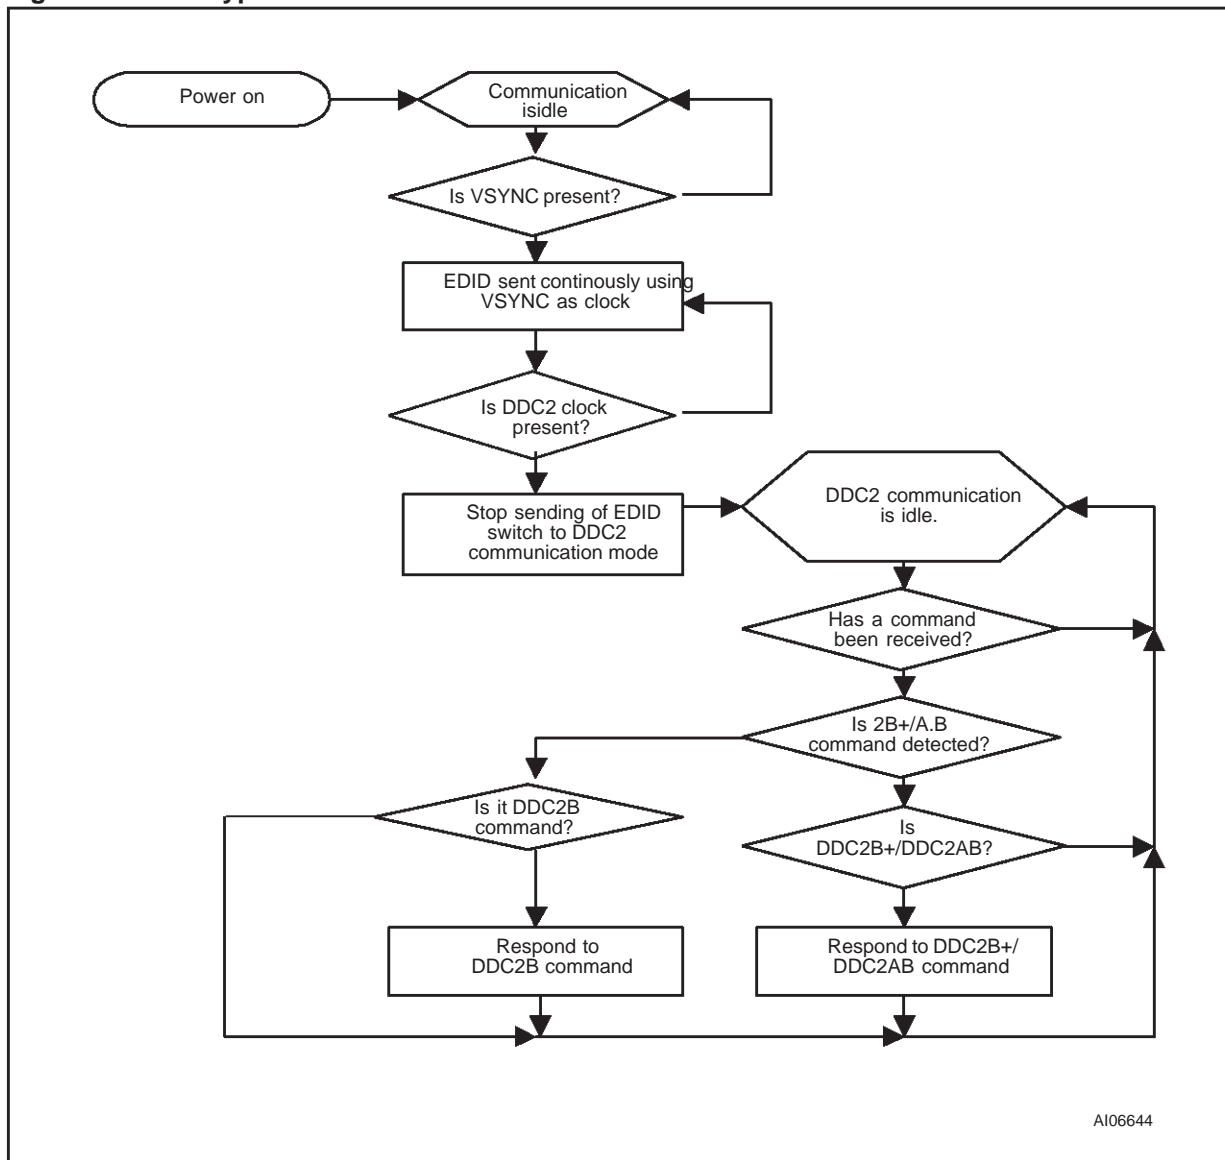 Power on
Communication
isidle
Is VSYNC present?
EDID sent continously using
VSYNC as clock
Is DDC2 clock
present?
Stop sending of EDID
switch to DDC2
communication mode
DDC2 communication
is idle.
Has a command
been received?
Is 2B+/A.B
command detected?
Is it DDC2B
command?
Is
DDC2B+/DDC2AB?
Respond to
DDC2B command
Respond to DDC2B+/
DDC2AB command
AI06644